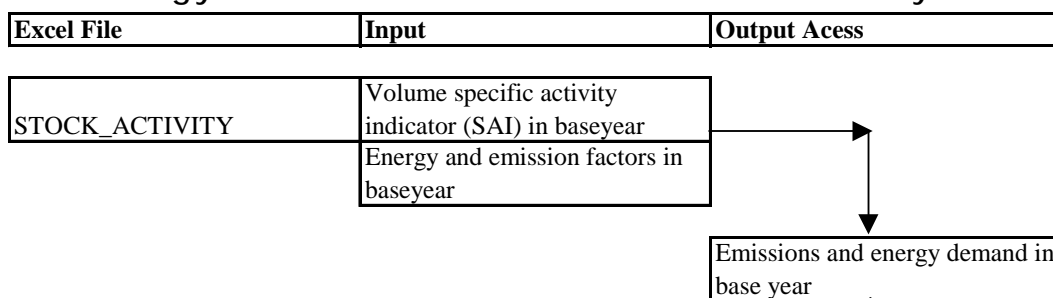 Excel File Input Output Acess
Volume specific activity
STOCK_ACTIVITY indicator (SAI) in baseyear
Energy and emission factors in
baseyear
Emissions and energy demand in
base year